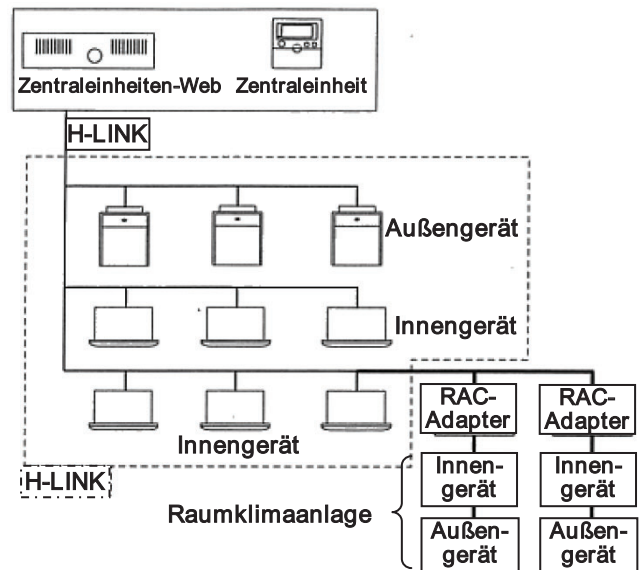 Zentraleinheiten-Web Zentraleinheit
H-LINK
Außengerät
Innengerät
Innengerät
RAC-
Adapter
RAC-
Adapter
H-LINK
Raumklimaanlage
Innen-
gerät
Innen-
gerät
Außen-
gerät
Außen-
gerät